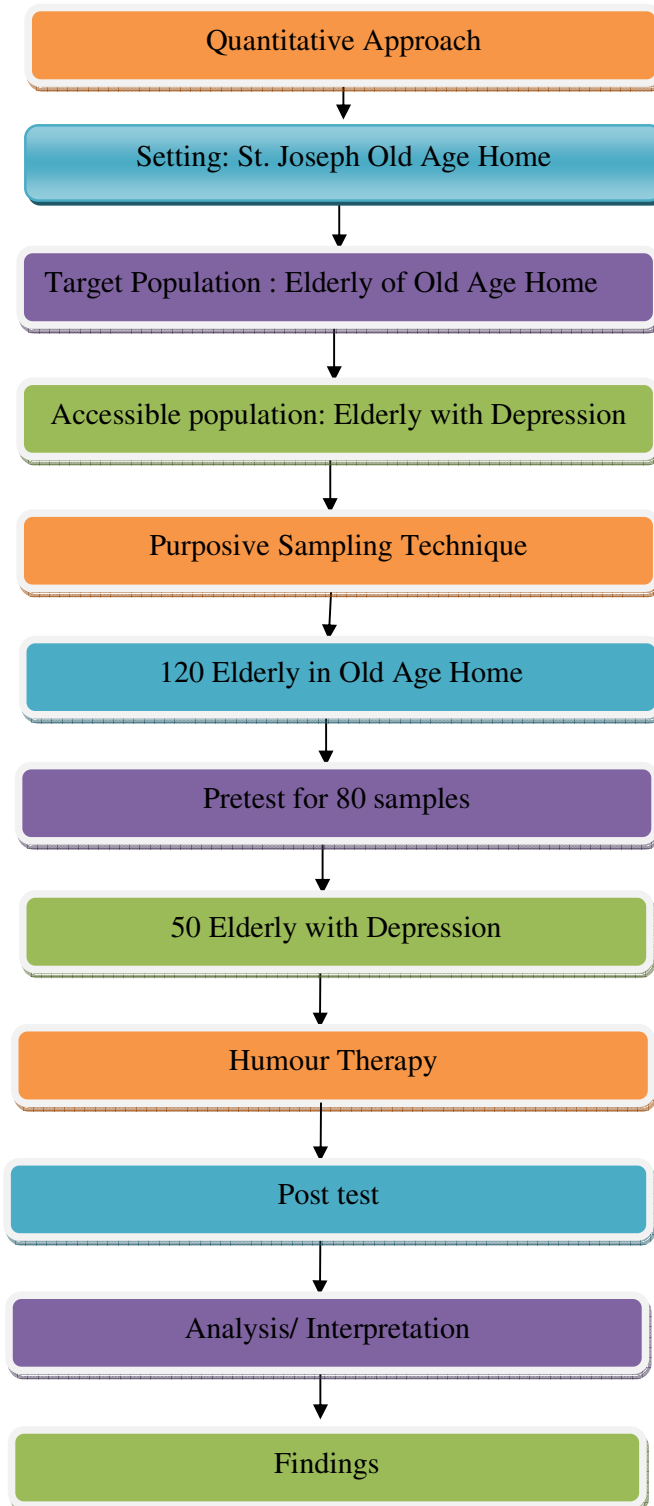 Quantitative Approach
Setting: St. Joseph Old Age Home
Target Population : Elderly of Old Age Home
Accessible population: Elderly with Depression
Purposive Sampling Technique
120 Elderly in Old Age Home
Pretest for 80 samples
50 Elderly with Depression
Humour Therapy
Post test
Analysis/ Interpretation
Findings